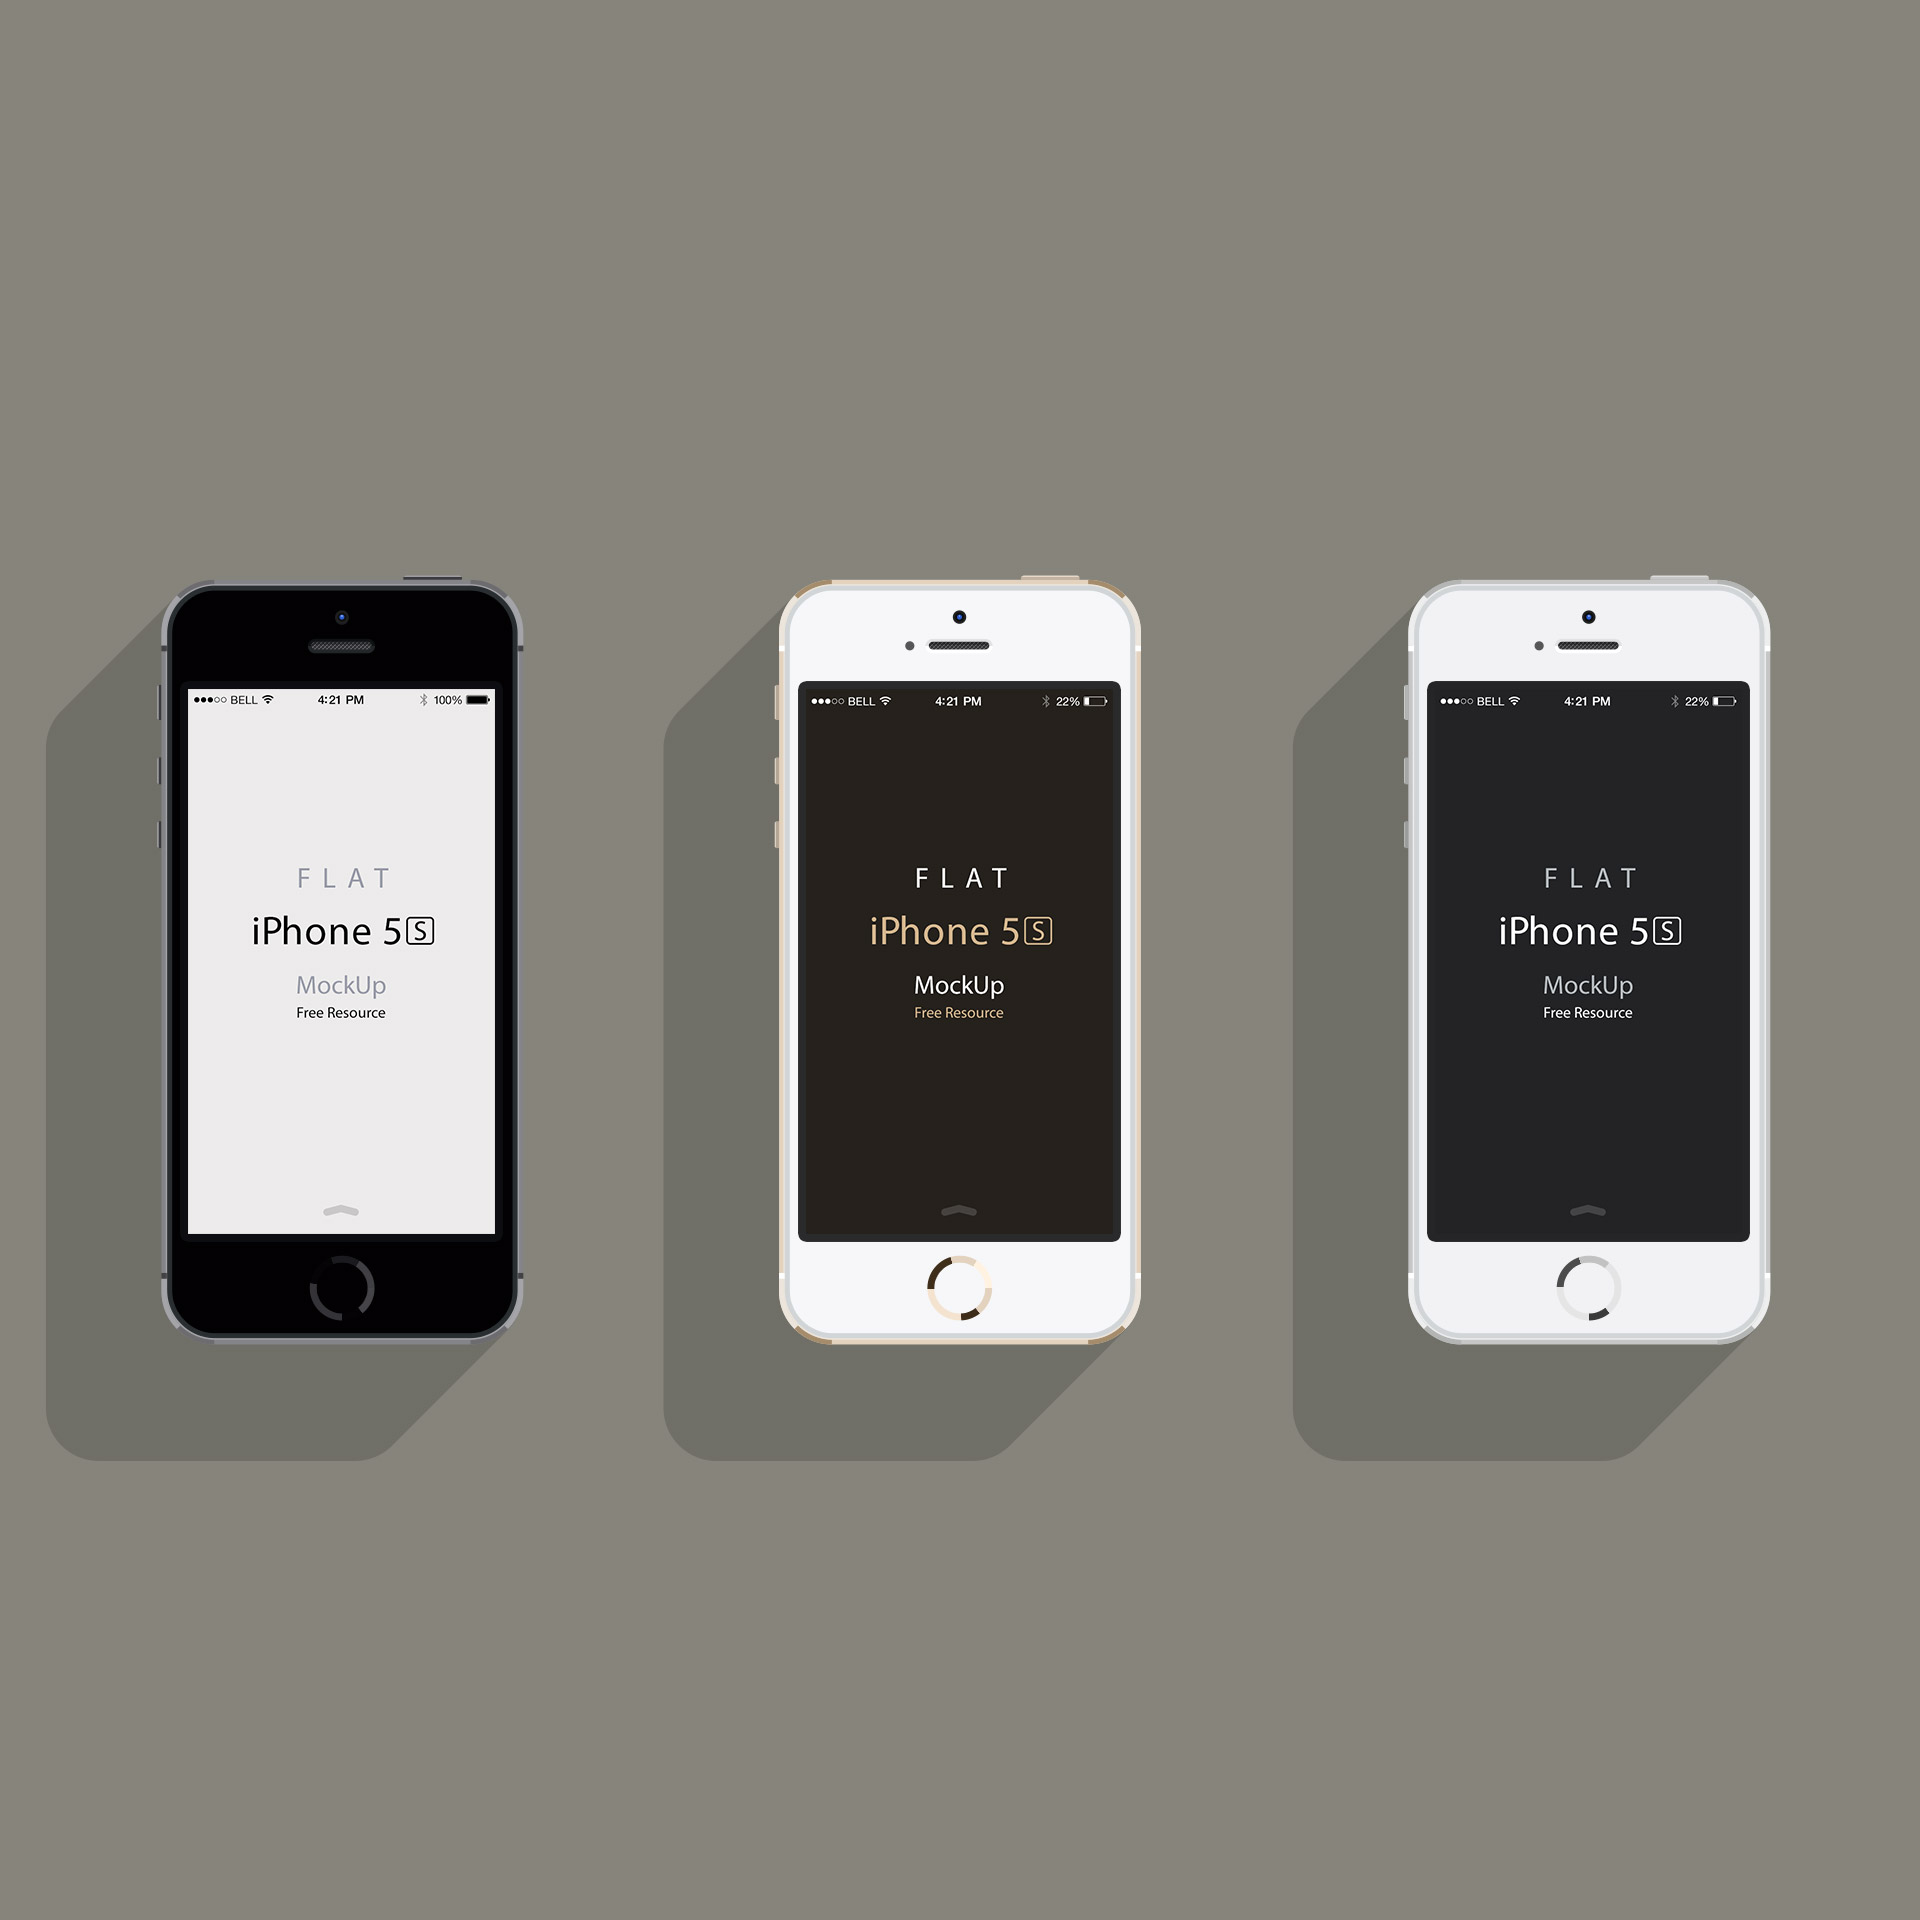 BELL 4:21 PM 100%
FLAT
iPhone 5S
MockUp
Free Resource
BELL 4:21 PM 22%
FLAT
iPhone 5S
MockUp
Free Resource
BELL 4:21 PM 22%
FLAT
iPhone 5S
MockUp
Free Resource